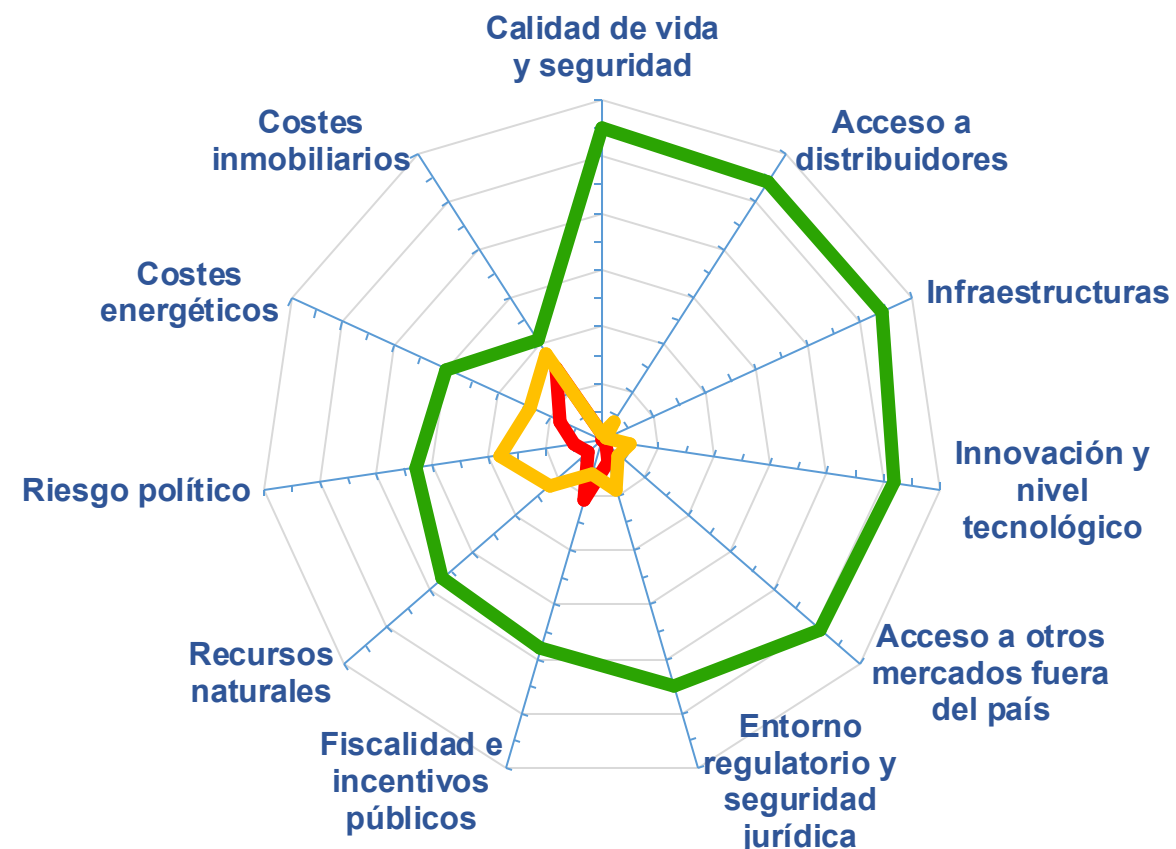 Calidad de vida
y seguridad
Acceso a
distribuidores
Infraestructuras
Innovación y
nivel
tecnológico
Acceso a otros
mercados fuera
del país
Entorno
regulatorio y
seguridad
jurídica
Fiscalidad e
incentivos
públicos
Recursos
naturales
Riesgo político
Costes
energéticos
Costes
inmobiliarios